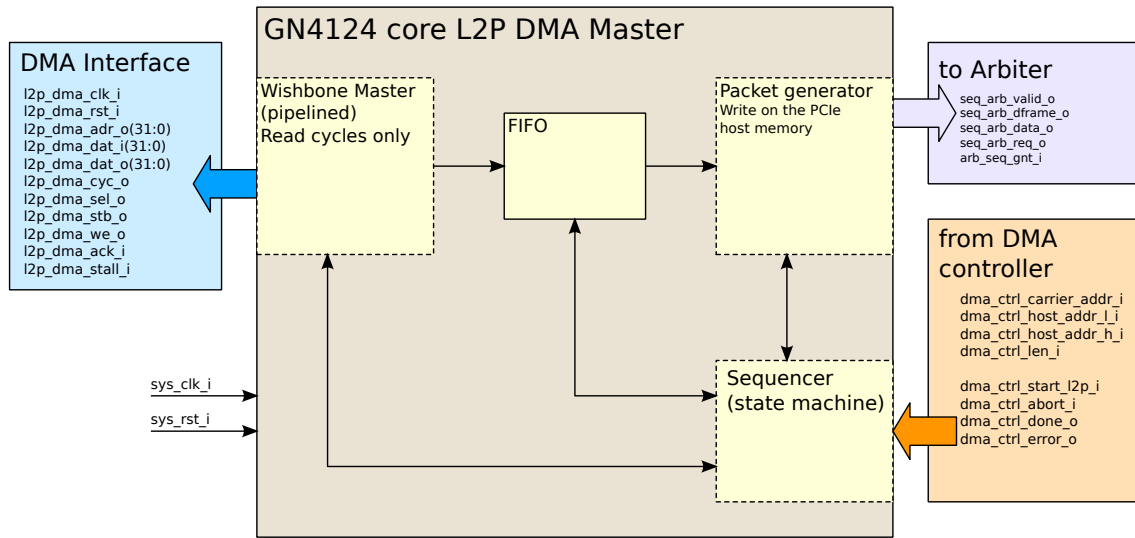 GN4124 core L2P DMA Master
DMA Interface
l2p_dma_clk_i
l2p_dma_rst_i
l2p_dma_adr_o(31:0)
l2p_dma_dat_i(31:0)
l2p_dma_dat_o(31:0)
l2p_dma_cyc_o
l2p_dma_sel_o
l2p_dma_stb_o
l2p_dma_we_o
l2p_dma_ack_i
l2p_dma_stall_i
Wishbone Master
(pipelined)
Read cycles only
FIFO
Packet generator
Write on the PCIe
host memory
to Arbiter
seq_arb_valid_o
seq_arb_dframe_o
seq_arb_data_o
seq_arb_req_o
arb_seq_gnt_i
from DMA
controller
dma_ctrl_carrier_addr_i
dma_ctrl_host_addr_l_i
dma_ctrl_host_addr_h_i
dma_ctrl_len_i
dma_ctrl_start_l2p_i
dma_ctrl_abort_i
dma_ctrl_done_o
dma_ctrl_error_o
Sequencer
(state machine)
sys_clk_i
sys_rst_i